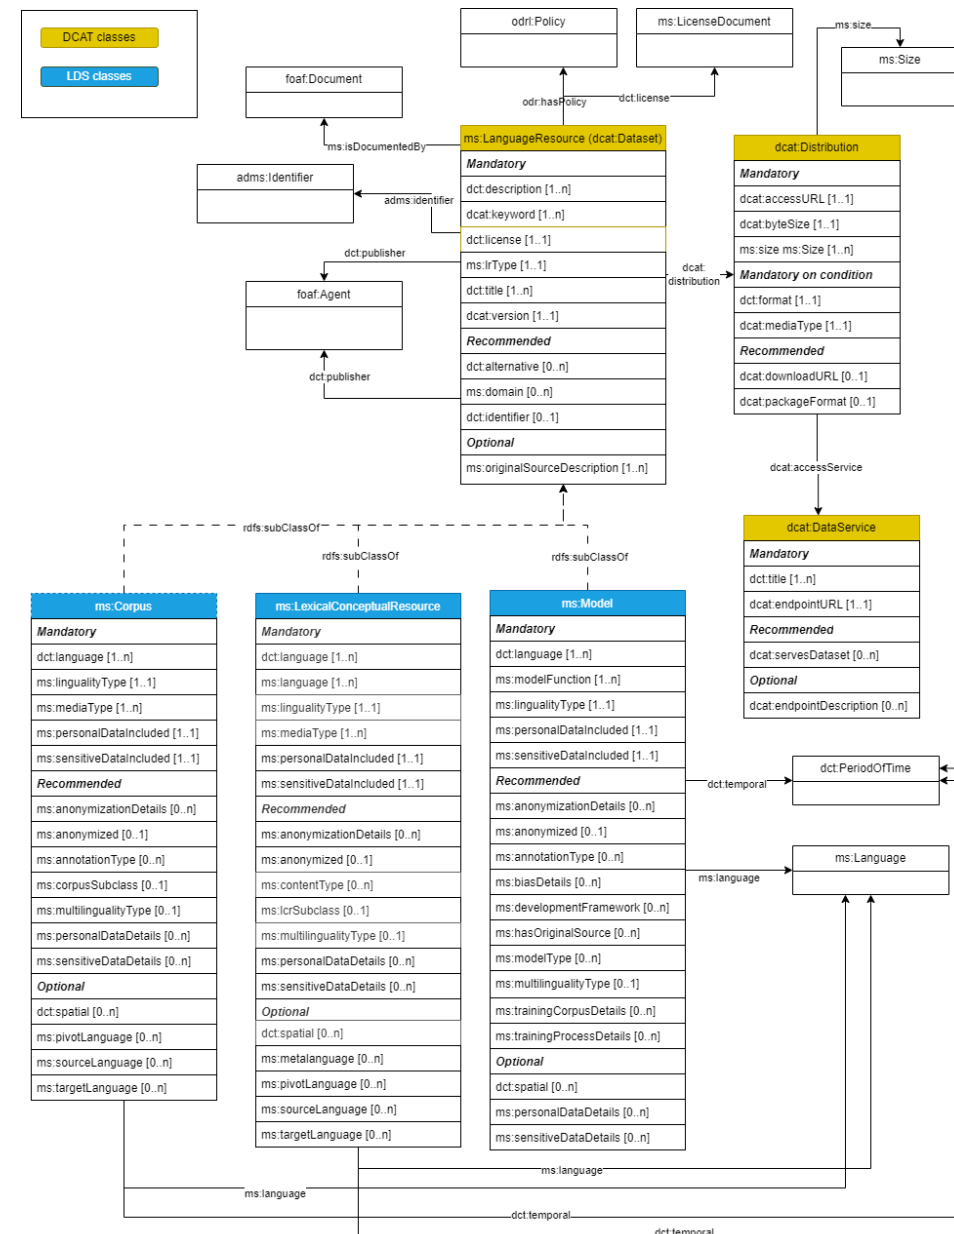 DCAT classes
LDS classes
odrl:Policy
ms:LicenseDocument
ms:size
ms:Size
foaf:Document
odr:hasPolicy
dct:license
ms:isDocumentedBy
adms:Identifier
adms:identifier
dct:publisher
foaf:Agent
dct:publisher
ms:LanguageResource (dcat:Dataset)
Mandatory
dct:description [1..n]
dcat:keyword [1..n]
dct:license [1..1]
ms:lrType [1..1]
dct:title [1..n]
dcat:version [1..1]
Recommended
dct:alternative [0..n]
ms:domain [0..n]
dct:identifier [0..1]
Optional
ms:originalSourceDescription [1..n]
dcat:
distribution
dcat:Distribution
Mandatory
dcat:accessURL [1..1]
dcat:byteSize [1..1]
ms:size ms:Size [1..n]
Mandatory on condition
dct:format [1..1]
dcat:mediaType [1..1]
Recommended
dcat:downloadURL [0..1]
dcat:packageFormat [0..1]
dcat:accessService
dcat:DataService
Mandatory
dct:title [1..n]
dcat:endpointURL [1..1]
Recommended
dcat:servesDataset [0..n]
Optional
dcat:endpointDescription [0..n]
rdfs:subClassOf
rdfs:subClassOf
rdfs:subClassOf
ms:Corpus
Mandatory
dct:language [1..n]
ms:lingualityType [1..1]
ms:mediaType [1..n]
ms:personalDataIncluded [1..1]
ms:sensitiveDataIncluded [1..1]
Recommended
ms:anonymizationDetails [0..n]
ms:anonymized [0..1]
ms:annotationType [0..n]
ms:corpusSubclass [0..1]
ms:multilingualityType [0..1]
ms:personalDataDetails [0..n]
ms:sensitiveDataDetails [0..n]
Optional
dct:spatial [0..n]
ms:pivotLanguage [0..n]
ms:sourceLanguage [0..n]
ms:targetLanguage [0..n]
ms:LexicalConceptualResource
Mandatory
dct:language [1..n]
ms:language [1..n]
ms:lingualityType [1..1]
ms:mediaType [1..n]
ms:personalDataIncluded [1..1]
ms:sensitiveDataIncluded [1..1]
Recommended
ms:anonymizationDetails [0..n]
ms:anonymized [0..1]
ms:contentType [0..n]
ms:lcrSubclass [0..1]
ms:multilingualityType [0..1]
ms:personalDataDetails [0..n]
ms:sensitiveDataDetails [0..n]
Optional
dct:spatial [0..n]
ms:metalanguage [0..n]
ms:pivotLanguage [0..n]
ms:sourceLanguage [0..n]
ms:targetLanguage [0..n]
ms:Model
Mandatory
dct:language [1..n]
ms:modelFunction [1..n]
ms:lingualityType [1..1]
ms:personalDataIncluded [1..1]
ms:sensitiveDataIncluded [1..1]
Recommended
ms:anonymizationDetails [0..n]
ms:anonymized [0..1]
ms:annotationType [0..n]
ms:biasDetails [0..n]
ms:developmentFramework [0..n]
ms:hasOriginalSource [0..n]
ms:modelType [0..n]
ms:multilingualityType [0..1]
ms:trainingCorpusDetails [0..n]
ms:trainingProcessDetails [0..n]
Optional
dct:spatial [0..n]
ms:personalDataDetails [0..n]
ms:sensitiveDataDetails [0..n]
dct:temporal
dct:PeriodOfTime
ms:language
ms:Language
ms:language
ms:language
dct:temporal
dct:temporal